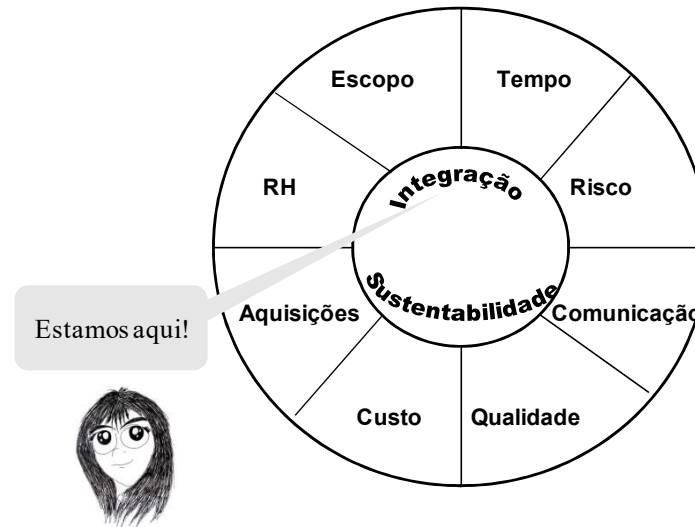 Escopo
Tempo
RH
Integração
Risco
Estamos aqui!
Aquisições
Sustentabilidade
Comunicação
Custo
Qualidade